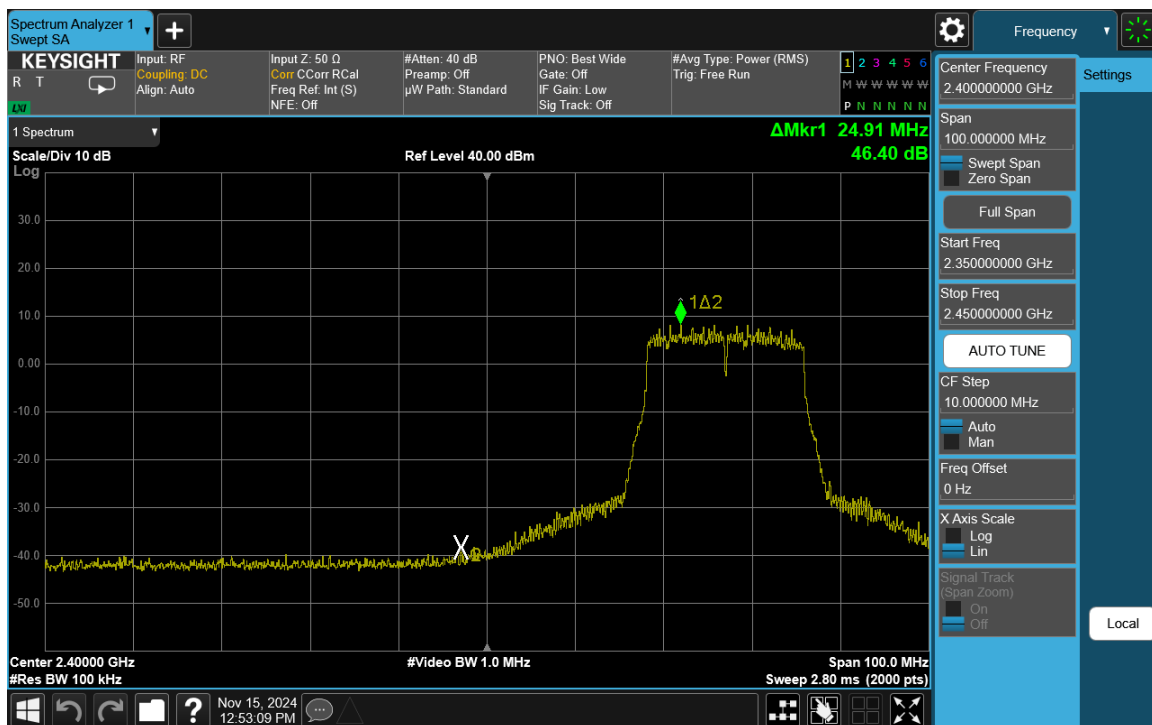 Spectrum Analyzer 1
Swept SA
+
Frequency
KEYSIGHT
R T
LXI
Input: RF
Coupling: DC
Align: Auto
Input Z: 50 Ω
Corr CCorr RCal
Freq Ref: Int (S)
NFE: Off
#Atten: 40 dB
Preamp: Off
µW Path: Standard
PNO: Best Wide
Gate: Off
IF Gain: Low
Sig Track: Off
#Avg Type: Power (RMS)
Trig: Free Run
1 2 3 4 5 6
M W W W W W
P N N N N N
1 Spectrum
ΔMkr1 24.91 MHz
46.40 dB
Scale/Div 10 dB
Ref Level 40.00 dBm
Log
30.0
20.0
10.0
0.00
-10.0
-20.0
-30.0
-40.0
-50.0
1Δ2
X
2
Center 2.40000 GHz
#Video BW 1.0 MHz
Span 100.0 MHz
#Res BW 100 kHz
Sweep 2.80 ms (2000 pts)
Center Frequency
2.400000000 GHz
Settings
Span
100.000000 MHz
Swept Span
Zero Span
Full Span
Start Freq
2.350000000 GHz
Stop Freq
2.450000000 GHz
AUTO TUNE
CF Step
10.000000 MHz
Auto
Man
Freq Offset
0 Hz
X Axis Scale
Log
Lin
Signal Track
(Span Zoom)
On
Off
Local
?
Nov 15, 2024
12:53:09 PM